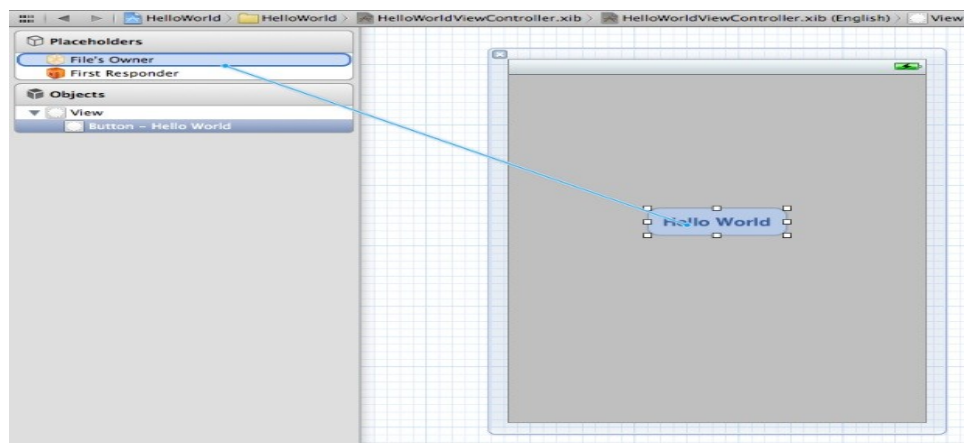 HelloWorld HelloWorld HelloWorldViewController.xib HelloWorldViewController.xib (English) View
Placeholders
File's Owner
First Responder
Objects
View
Button – Hello World
Hello World